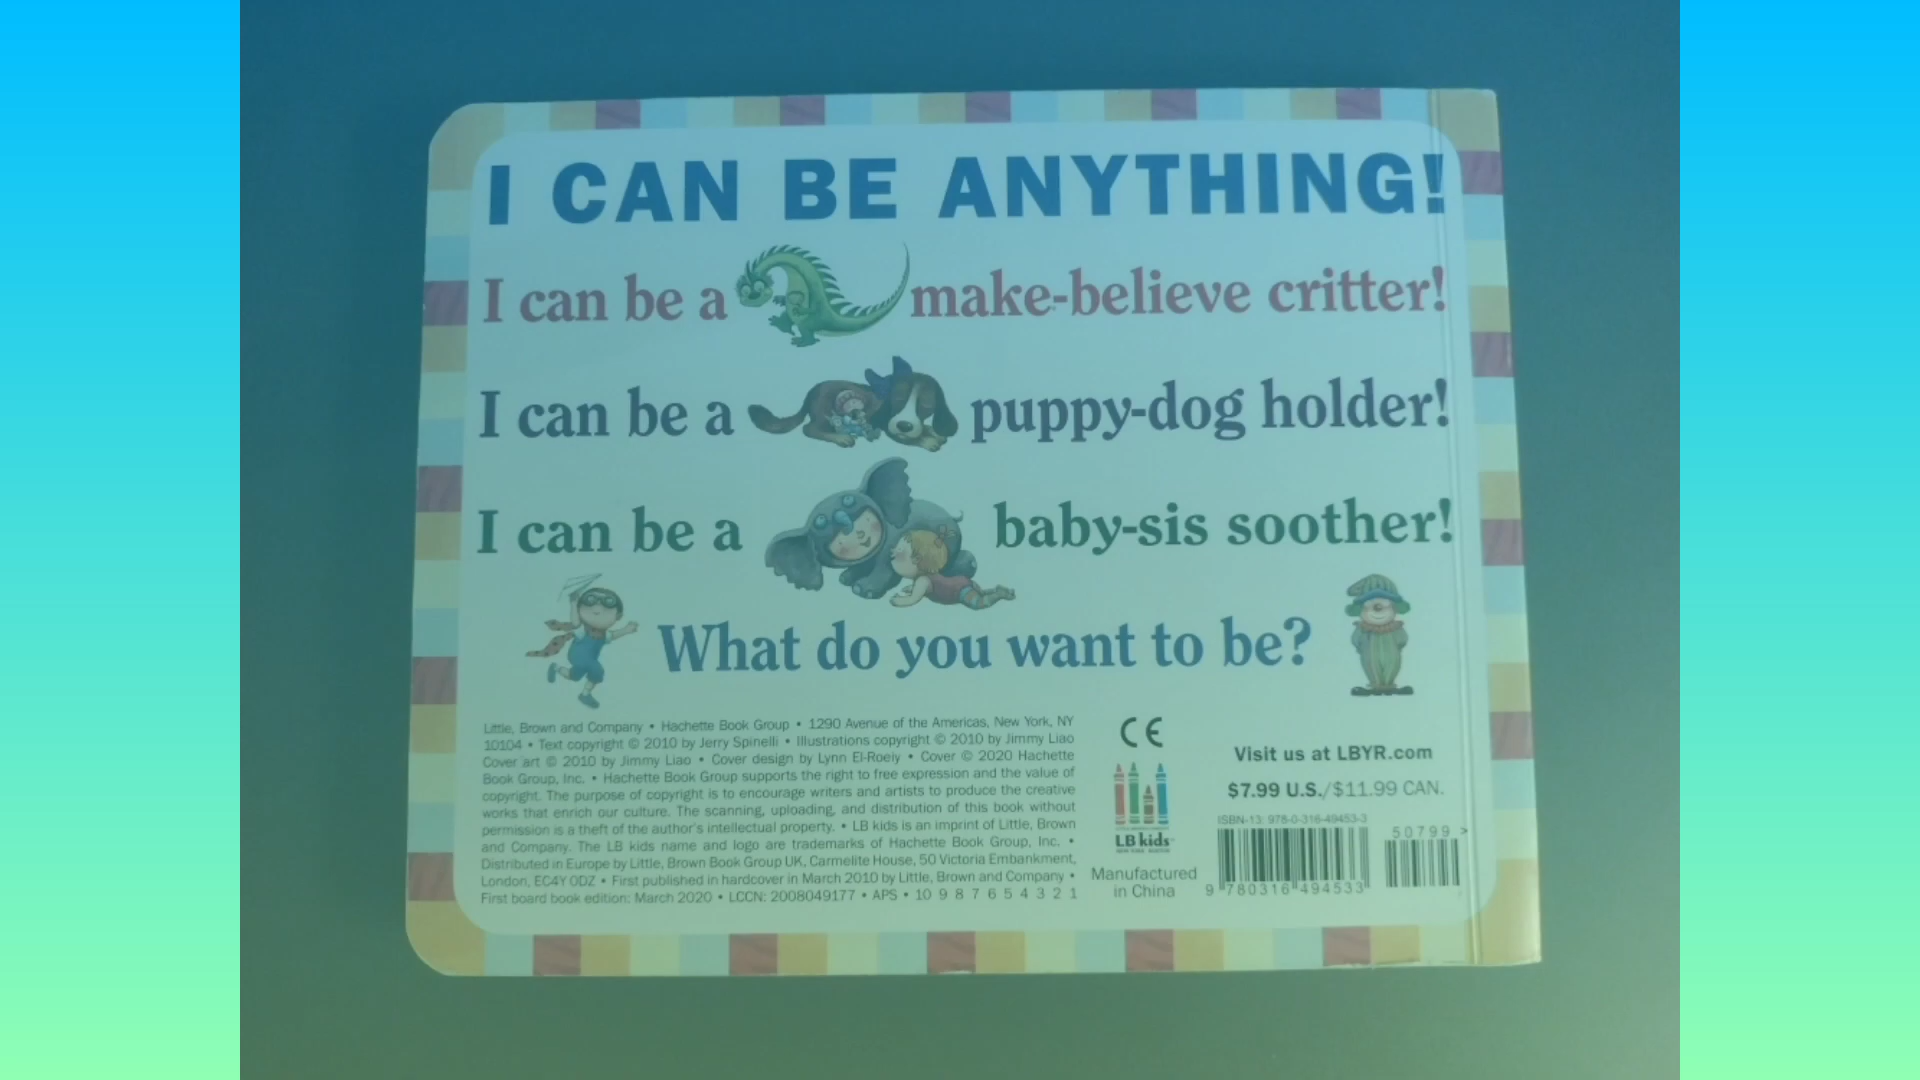 I CAN BE ANYTHING!
I can be a make-believe critter!
I can be a puppy-dog holder!
I can be a baby-sis soother!
What do you want to be?
Little, Brown and Company • Hachette Book Group • 1290 Avenue of the Americas, New York, NY
10104 • Text copyright © 2010 by Jerry Spinelli • Illustrations copyright © 2010 by Jimmy Liao
Cover art © 2010 by Jimmy Liao • Cover design by Lynn El-Roeiy • Cover © 2020 Hachette
Book Group, Inc. • Hachette Book Group supports the right to free expression and the value of
copyright. The purpose of copyright is to encourage writers and artists to produce the creative
works that enrich our culture. The scanning, uploading, and distribution of this book without
permission is a theft of the author's intellectual property. • LB kids is an imprint of Little, Brown
and Company. The LB kids name and logo are trademarks of Hachette Book Group, Inc. •
Distributed in Europe by Little, Brown Book Group UK, Carmelite House, 50 Victoria Embankment,
London, EC4Y 0DZ • First published in hardcover in March 2010 by Little, Brown and Company •
First board book edition: March 2020 • LCCN: 2008049177 • APS • 10 9 8 7 6 5 4 3 2 1
CE
LB kids
Manufactured
in China
Visit us at LBYR.com
$7.99 U.S./$11.99 CAN.
ISBN-13: 978-0-316-49453-3
50799 >
9 780316 494533